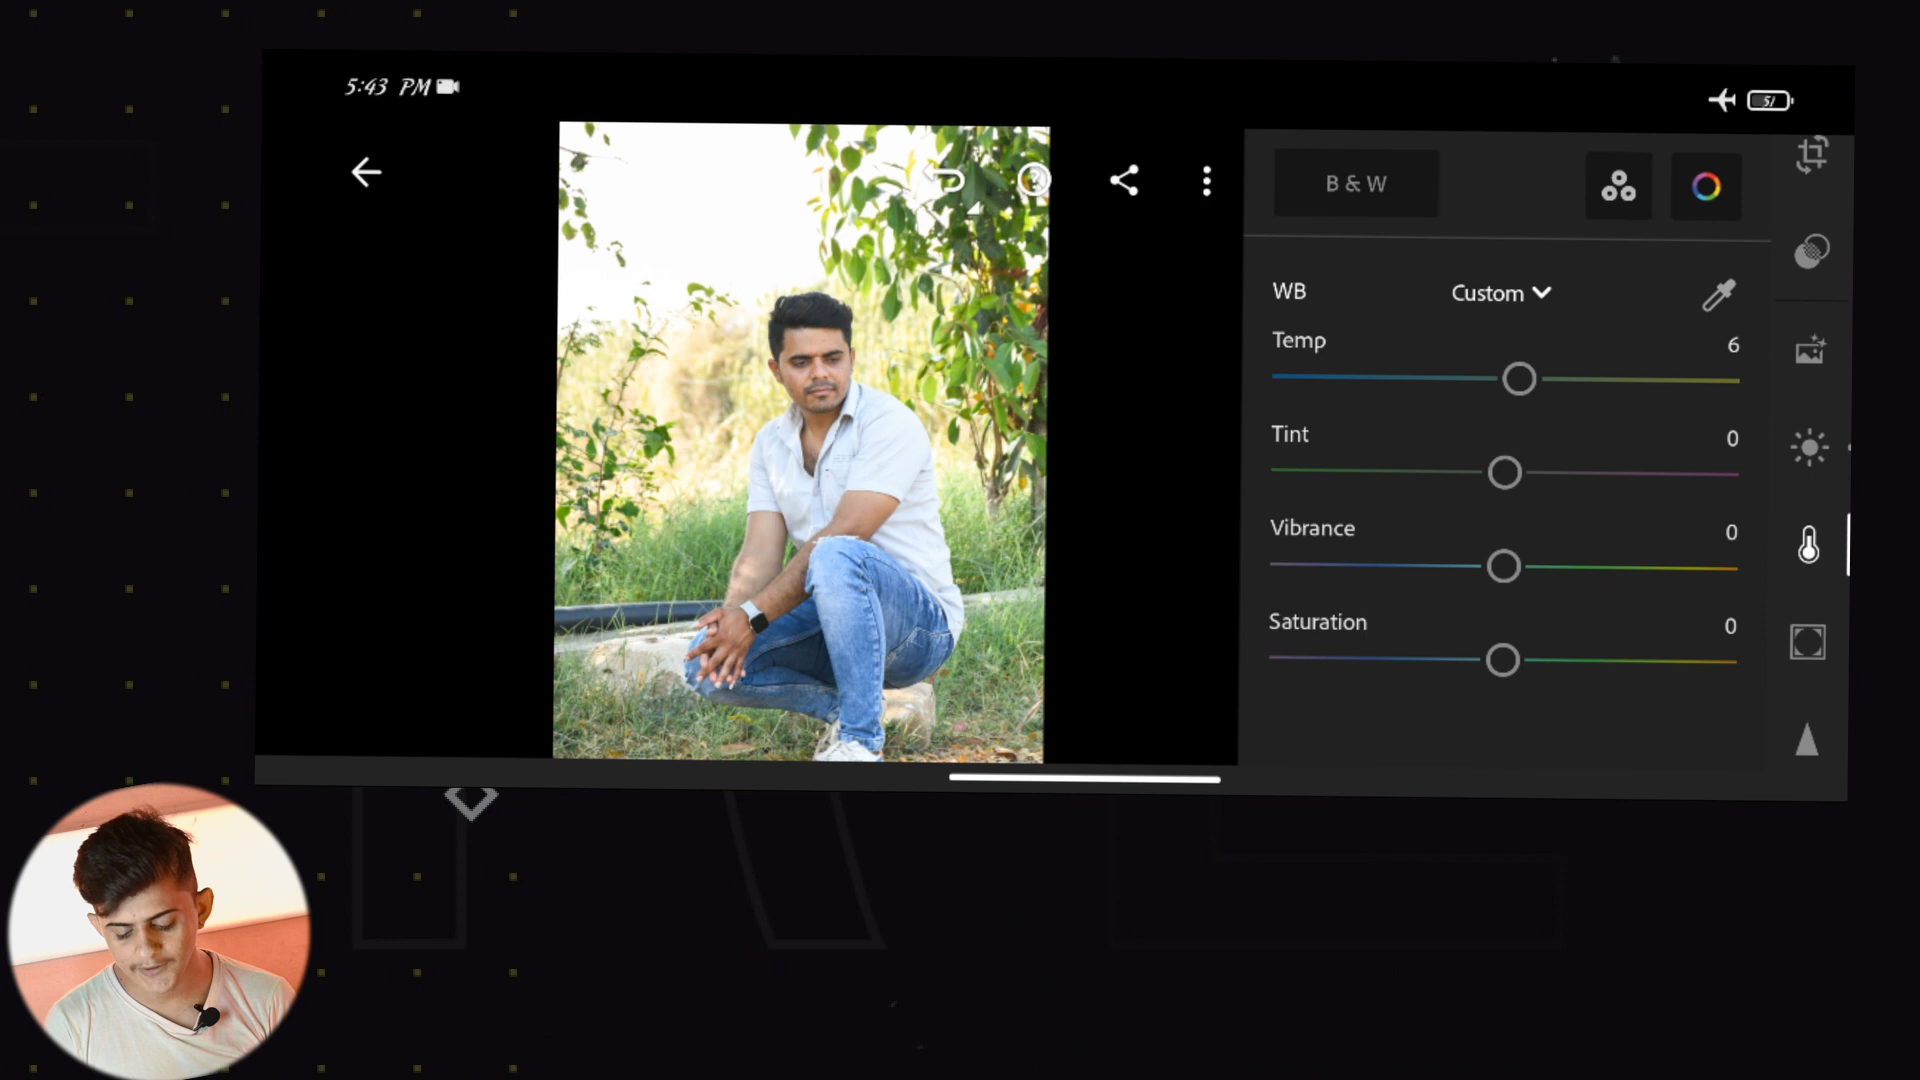 5:43 PM
B & W
WB
Custom
Temp
6
Tint
0
Vibrance
0
Saturation
0